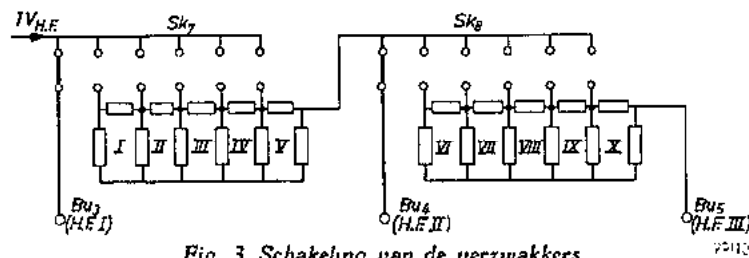 1V H.F.
Sk7 Sk8
I II III IV V VI VII VIII IX X
Bu3 Bu4 Bu5
(H.F. I) (H.F. II) (H.F. III)
Fig. 3 Schakeling van de verzwakkers